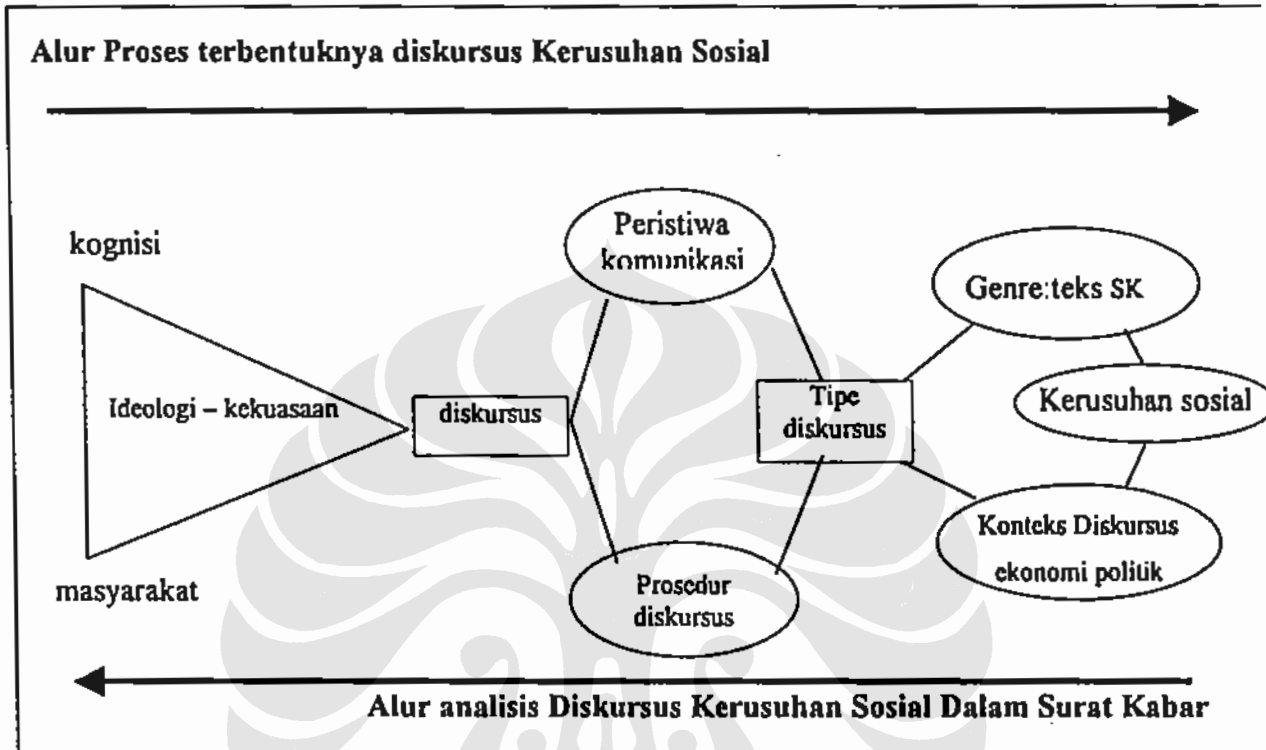 Alur Proses terbentuknya diskursus Kerusuhan Sosial
Peristiwa
komunikasi
kognisi
Genre:teks SK
Ideologi – kekuasaan
diskursus
Tipe
diskursus
Kerusuhan sosial
Konteks Diskursus
ekonomi politik
masyarakat
Prosedur
diskursus
Alur analisis Diskursus Kerusuhan Sosial Dalam Surat Kabar